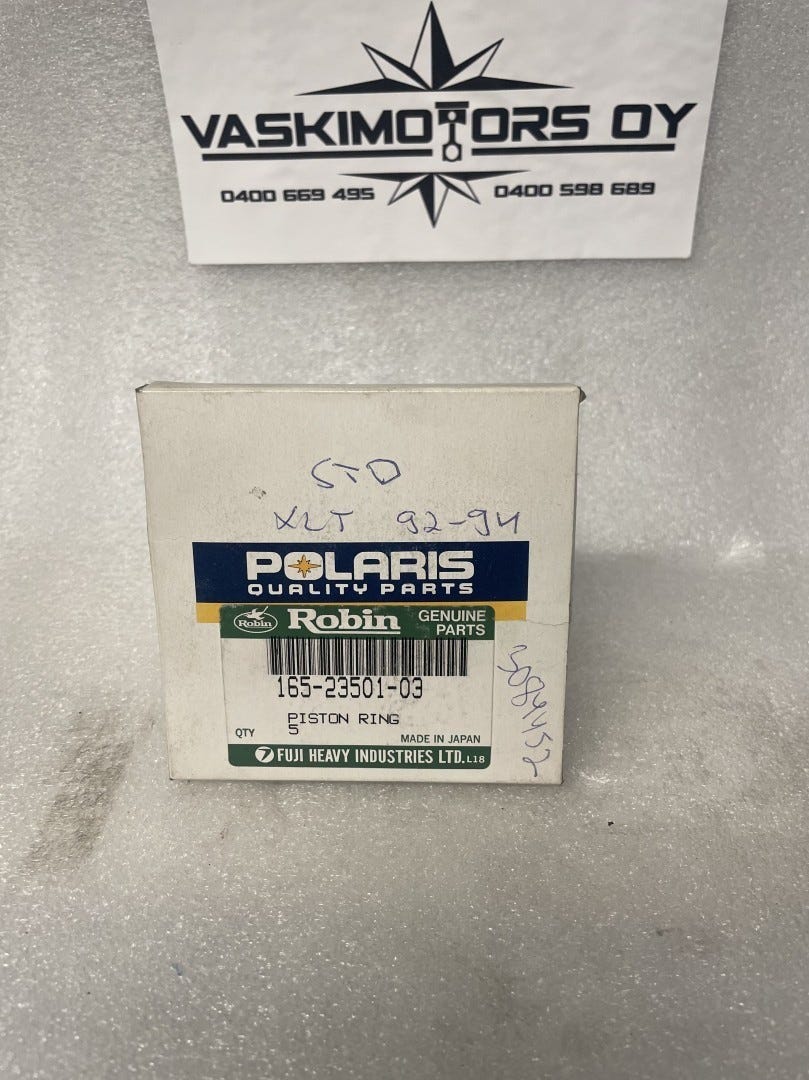 VASKIMOTORS OY
0400 669 495 0400 598 689
STD
XLT 92-94
POLARIS
QUALITY PARTS
Robin Robin GENUINE PARTS
165-23501-03
PISTON RING
QTY 5 MADE IN JAPAN
FUJI HEAVY INDUSTRIES LTD. L18
3084452